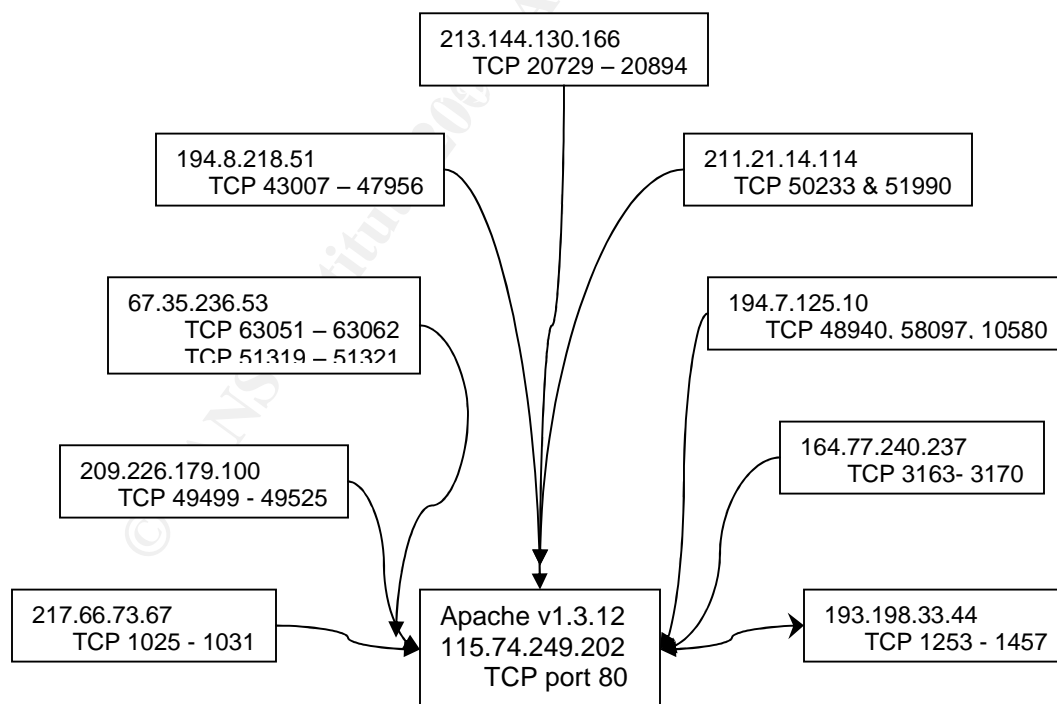 213.144.130.166
TCP 20729 – 20894
194.8.218.51
TCP 43007 – 47956
211.21.14.114
TCP 50233 & 51990
67.35.236.53
TCP 63051 – 63062
TCP 51319 – 51321
194.7.125.10
TCP 48940, 58097, 10580
209.226.179.100
TCP 49499 - 49525
164.77.240.237
TCP 3163- 3170
217.66.73.67
TCP 1025 - 1031
Apache v1.3.12
115.74.249.202
TCP port 80
193.198.33.44
TCP 1253 - 1457